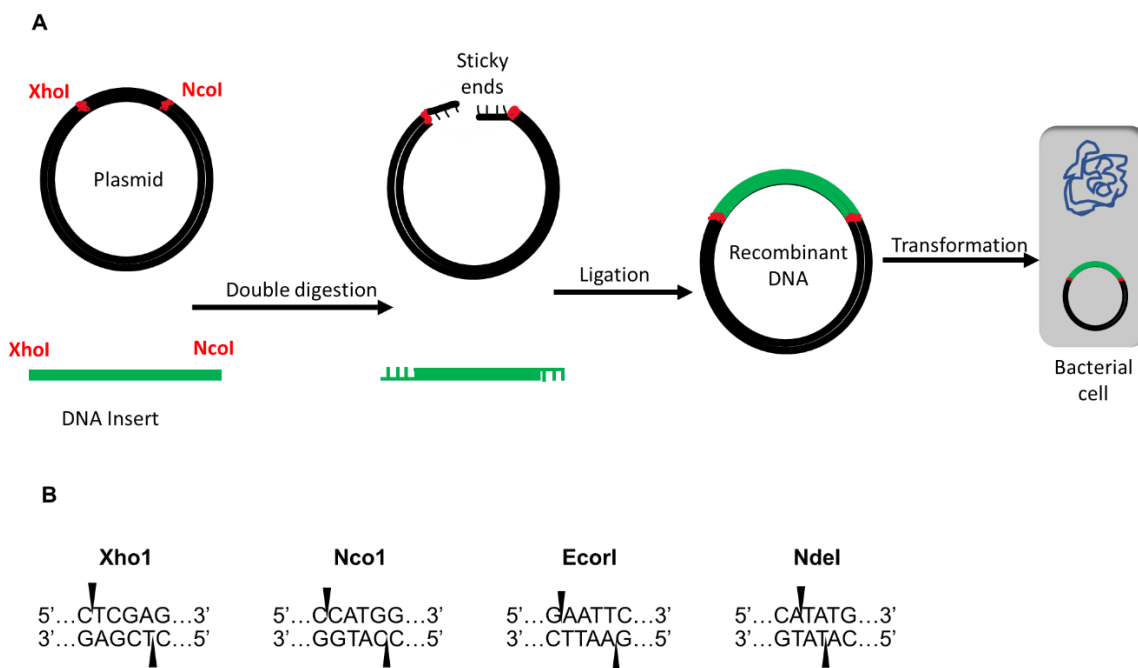 A
XhoI
NcoI
Plasmid
Sticky
ends
Double digestion
Ligation
Recombinant
DNA
Transformation
XhoI
NcoI
DNA Insert
Bacterial
cell
B
Xho1
Nco1
EcorI
NdeI
5’...CTCGAG...3’
3’...GAGCTC...5’
5’...CCATGG...3’
3’...GGTACC...5’
5’...GAATTC...3’
3’...CTTAAG...5’
5’...CATATG...3’
3’...GTATAC...5’